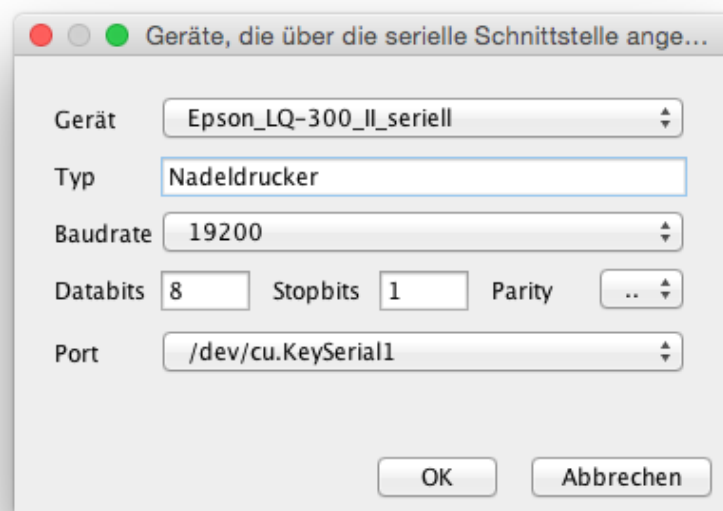 Geräte, die über die serielle Schnittstelle ange...
Gerät Epson_LQ-300_II_seriell
Typ Nadeldrucker
Baudrate 19200
Databits 8 Stopbits 1 Parity ..
Port /dev/cu.KeySerial1
OK Abbrechen